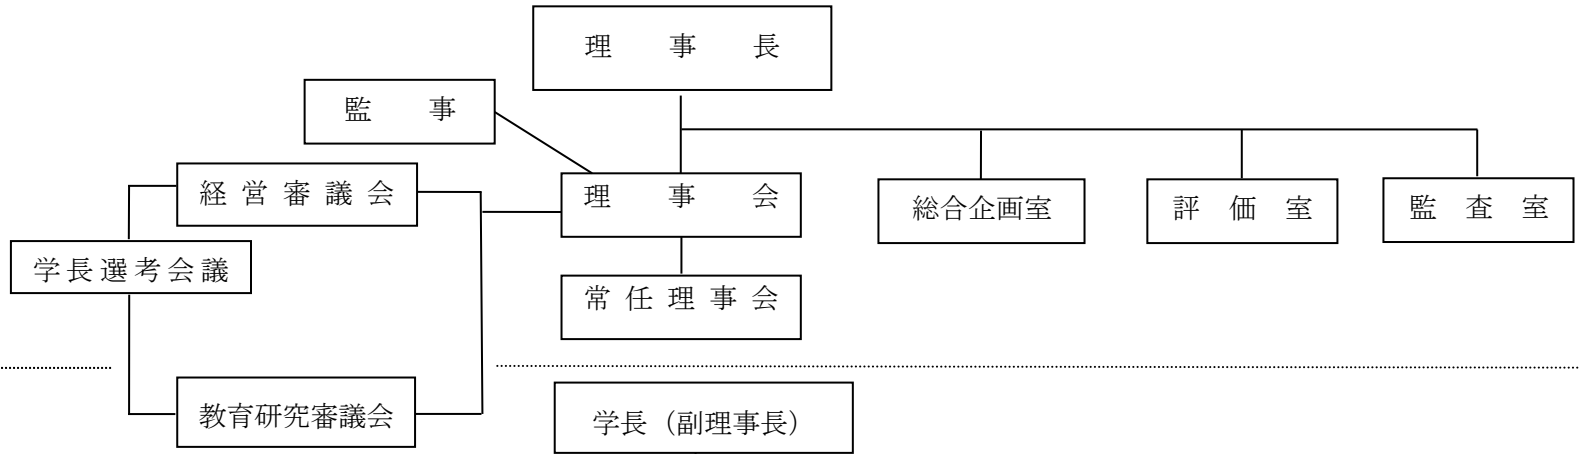 理事長
監事
経営審議会
理事会
総合企画室
評価室
監査室
学長選考会議
常任理事会
教育研究審議会
学長（副理事長）